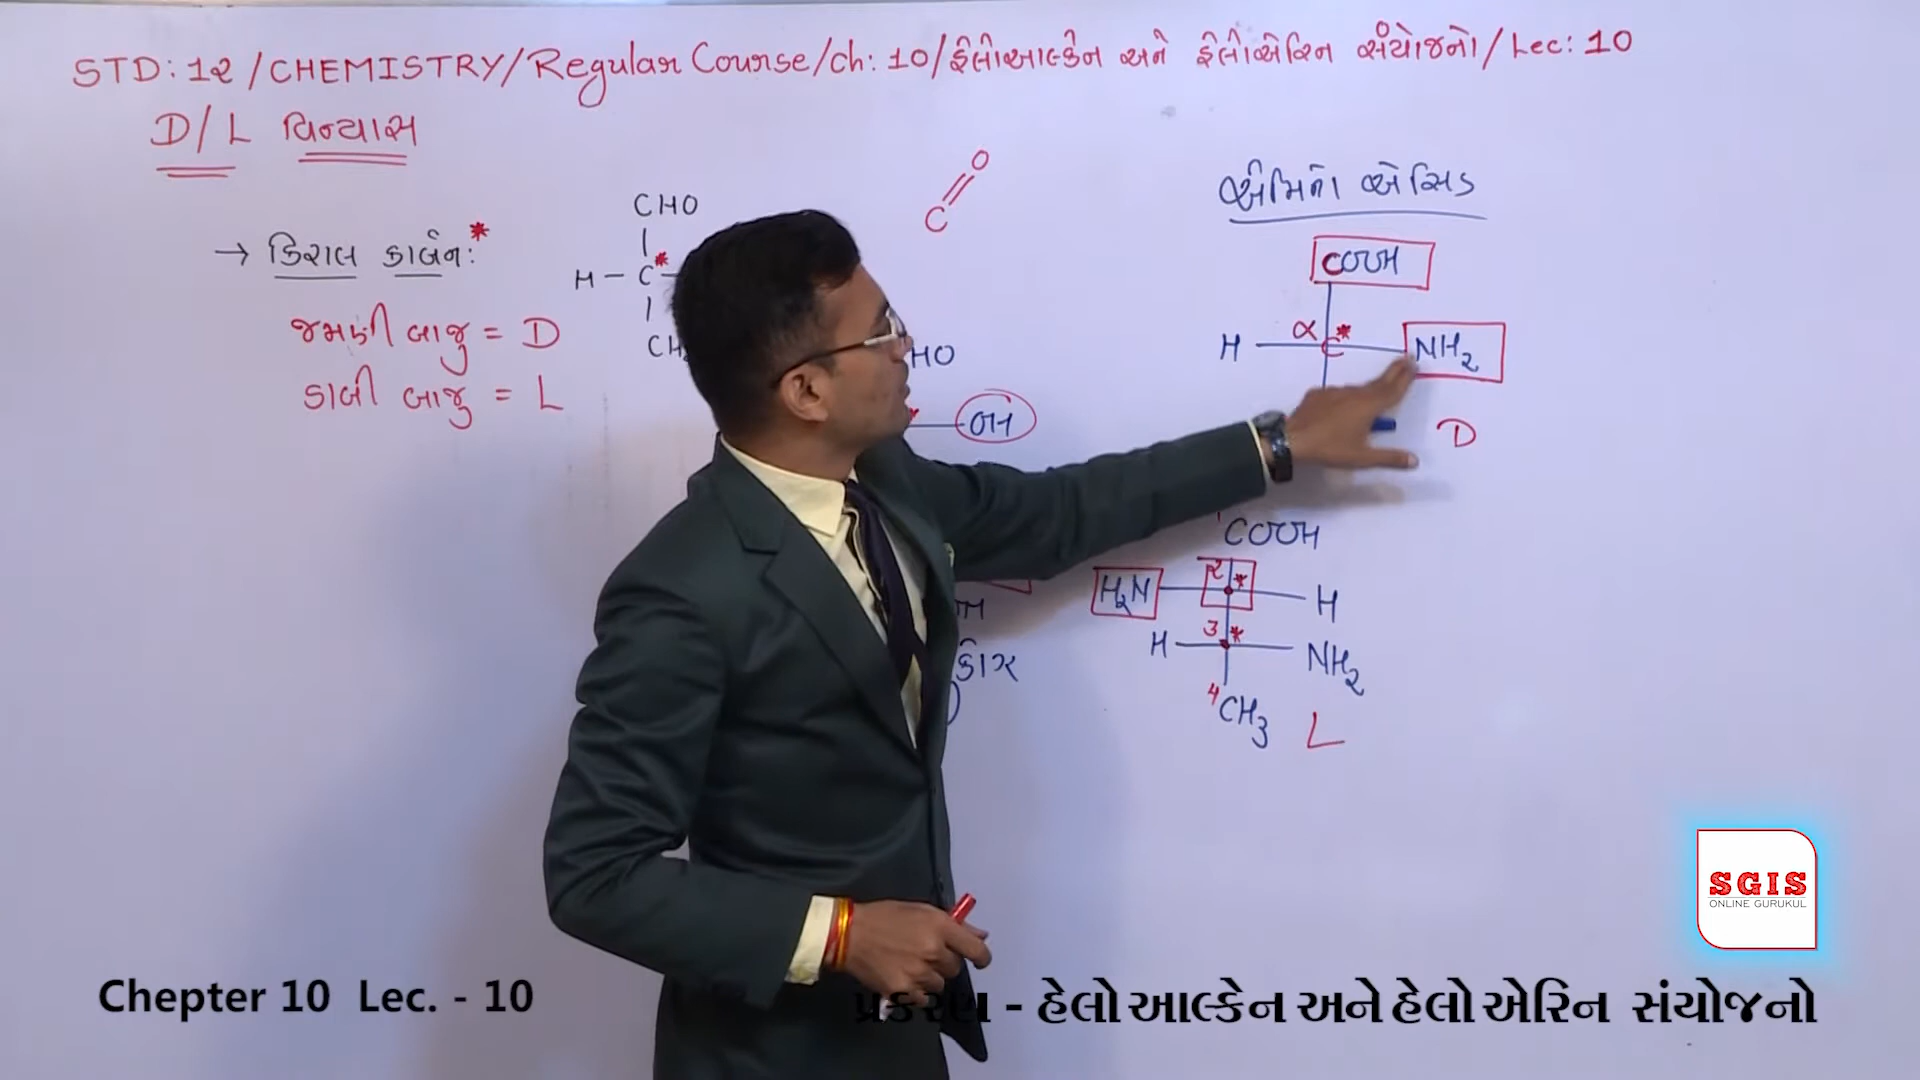 STD: 12 / CHEMISTRY / Regular Course / ch: 10 / હેલોઆલ્કેન અને હેલોએરિન સંયોજનો / Lec: 10
D/L વિન્યાસ
→ કિરાલ કાર્બન: *
જમણી બાજુ = D
ડાબી બાજુ = L
CHO
H - C* -
C = O
HO
OH
એમિનો એસિડ
COOH
H α C* NH2
D
1 COOH
H2N 2 * H
H 3 * NH2
4 CH3
L
SGIS
ONLINE GURUKUL
Chepter 10 Lec. - 10
પ્રકરણ - હેલોઆલ્કેન અને હેલોએરિન સંયોજનો